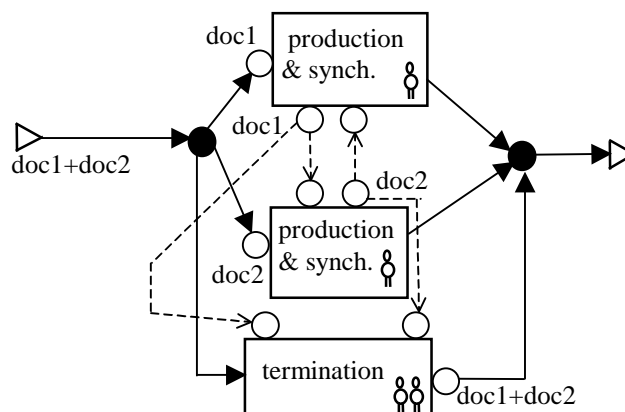 doc1
production
& synch.
doc1
doc1+doc2
doc2
production
& synch.
doc2
termination
doc1+doc2